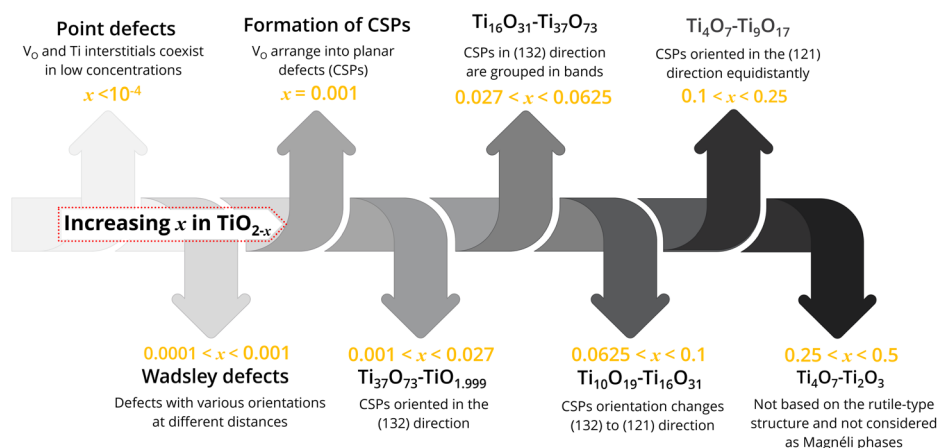 Point defects
V₀ and Ti interstitials coexist
in low concentrations
x <10⁻⁴
Formation of CSPs
V₀ arrange into planar
defects (CSPs)
x = 0.001
Ti₁₆O₃₁-Ti₃₇O₇₃
CSPs in (132) direction
are grouped in bands
0.027 < x < 0.0625
Ti₄O₇-Ti₉O₁₇
CSPs oriented in the (121)
direction equidistantly
0.1 < x < 0.25
Increasing x in TiO₂₋ₓ
0.0001 < x < 0.001
Wadsley defects
Defects with various orientations
at different distances
0.001 < x < 0.027
Ti₃₇O₇₃-TiO₁.₉₉₉
CSPs oriented in the
(132) direction
0.0625 < x < 0.1
Ti₁₀O₁₉-Ti₁₆O₃₁
CSPs orientation changes
(132) to (121) direction
0.25 < x < 0.5
Ti₄O₇-Ti₂O₃
Not based on the rutile-type
structure and not considered
as Magnéli phases